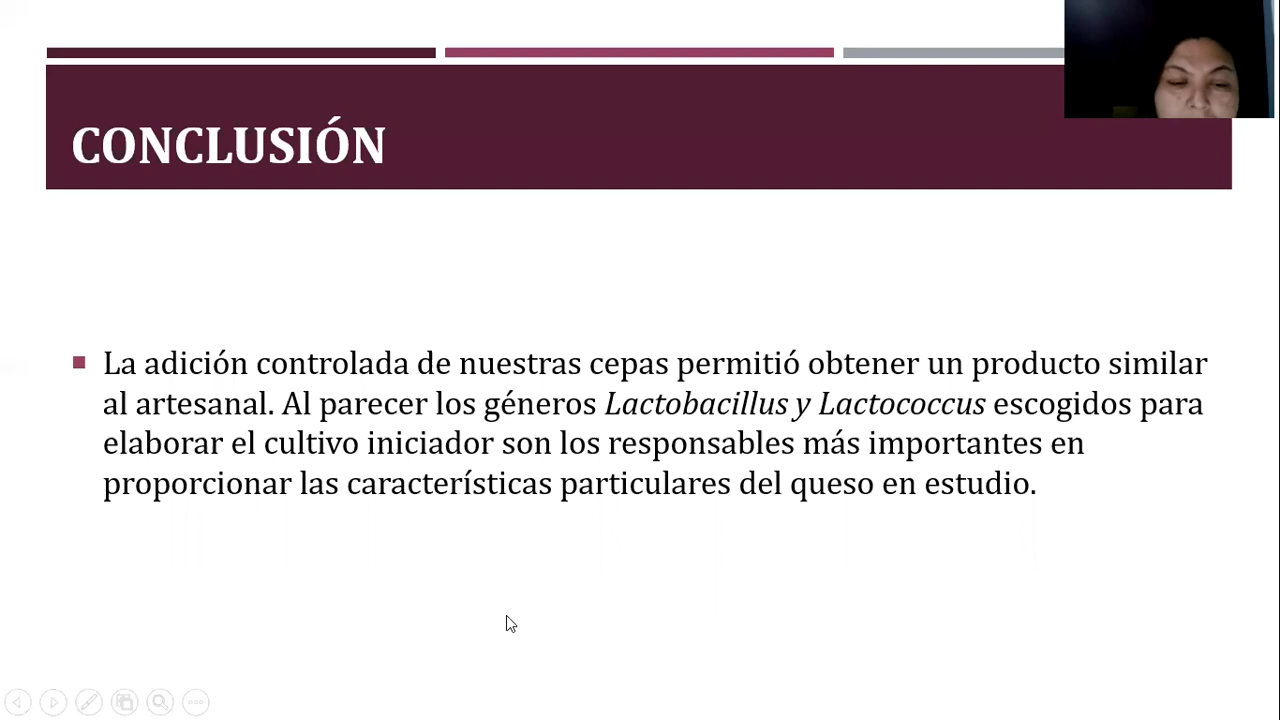 CONCLUSIÓN
La adición controlada de nuestras cepas permitió obtener un producto similar
al artesanal. Al parecer los géneros Lactobacillus y Lactococcus escogidos para
elaborar el cultivo iniciador son los responsables más importantes en
proporcionar las características particulares del queso en estudio.